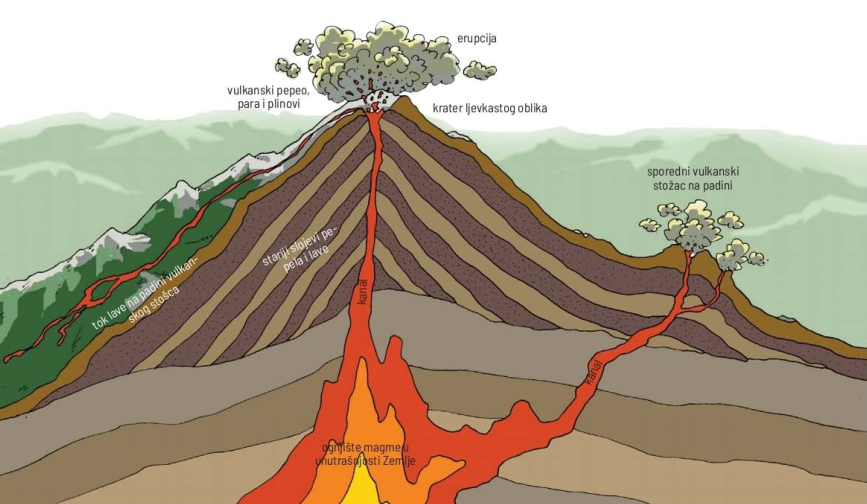 erupcija
vulkanski pepeo,
para i plinovi
krater ljevkastog oblika
sporedni vulkanski
stožac na padini
stariji slojevi pe-
pela i lave
tok lave na padini vulkan-
skog stošca
kanal
kanal
ognjište magme u
unutrašnjosti Zemlje